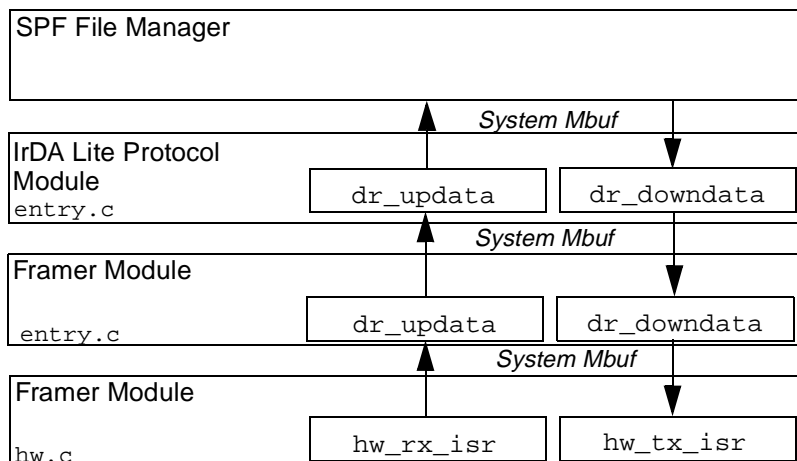 SPF File Manager
System Mbuf
IrDA Lite Protocol
Module
entry.c
dr_updata
dr_downdata
System Mbuf
Framer Module
entry.c
dr_updata
dr_downdata
System Mbuf
Framer Module
hw.c
hw_rx_isr
hw_tx_isr